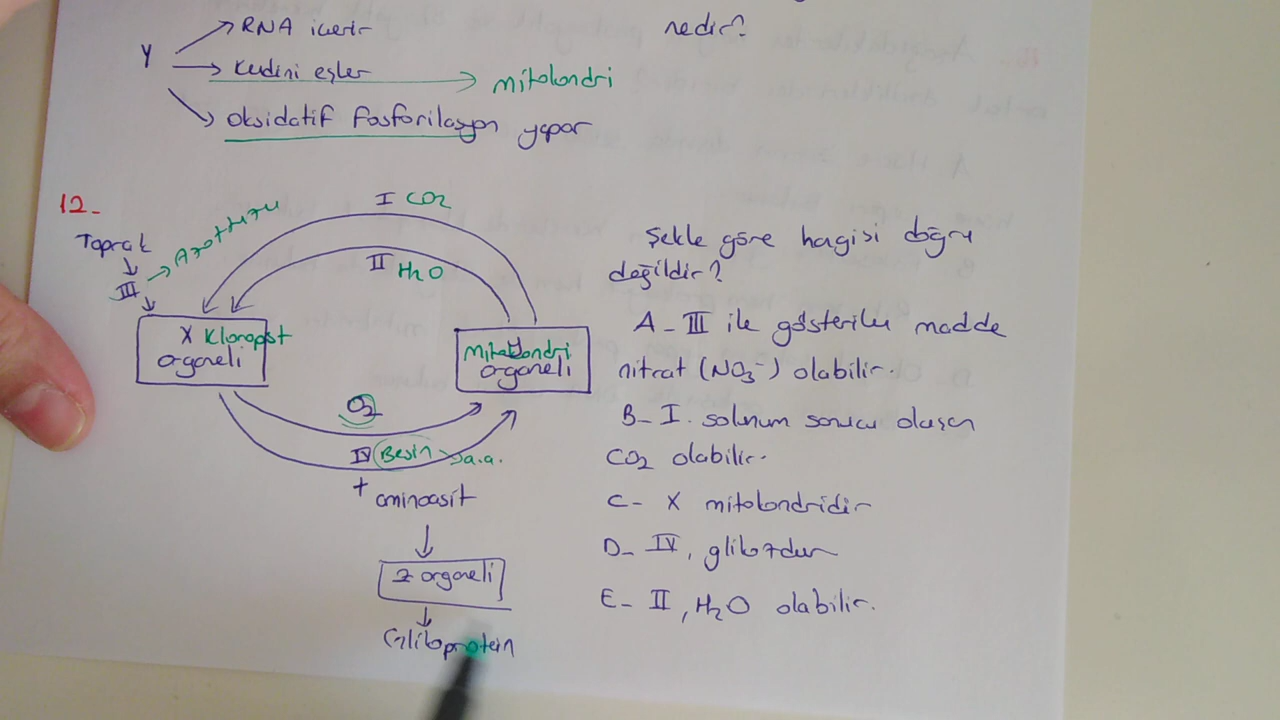 nedir?
Y
RNA içerir
kendini eşler
mitokondri
oksidatif fosforilasyon yapar
12-
Toprak
III
Azot tuzu
I CO2
II H2O
X Kloroplast
organeli
Y
Mitokondri
organeli
O2
IV Besin a.a.
+ aminoasit
Z organeli
Glikoprotein
Şekle göre hangisi doğru
değildir?
A- III ile gösterilen madde
nitrat (NO3-) olabilir.
B- I. solunum sonucu oluşan
CO2 olabilir.
C- X mitokondridir
D- IV, glikozdur
E- II, H2O olabilir.